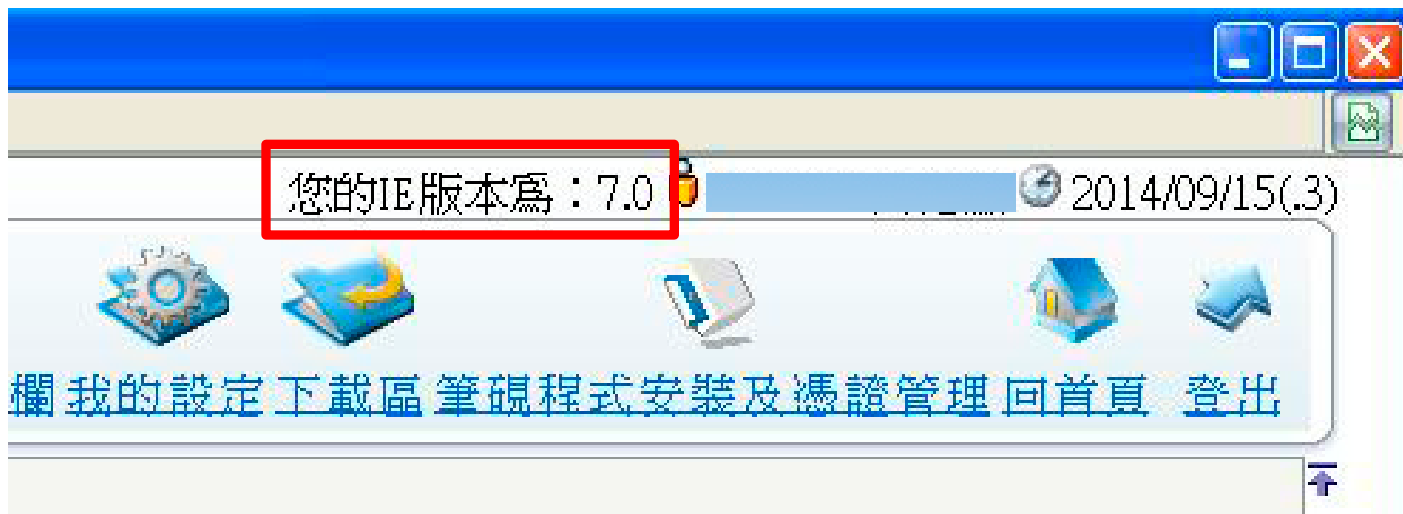 您的IE版本為：7.0 2014/09/15(.3)
欄 我的設定 下載區 筆硯程式安裝及憑證管理 回首頁 登出